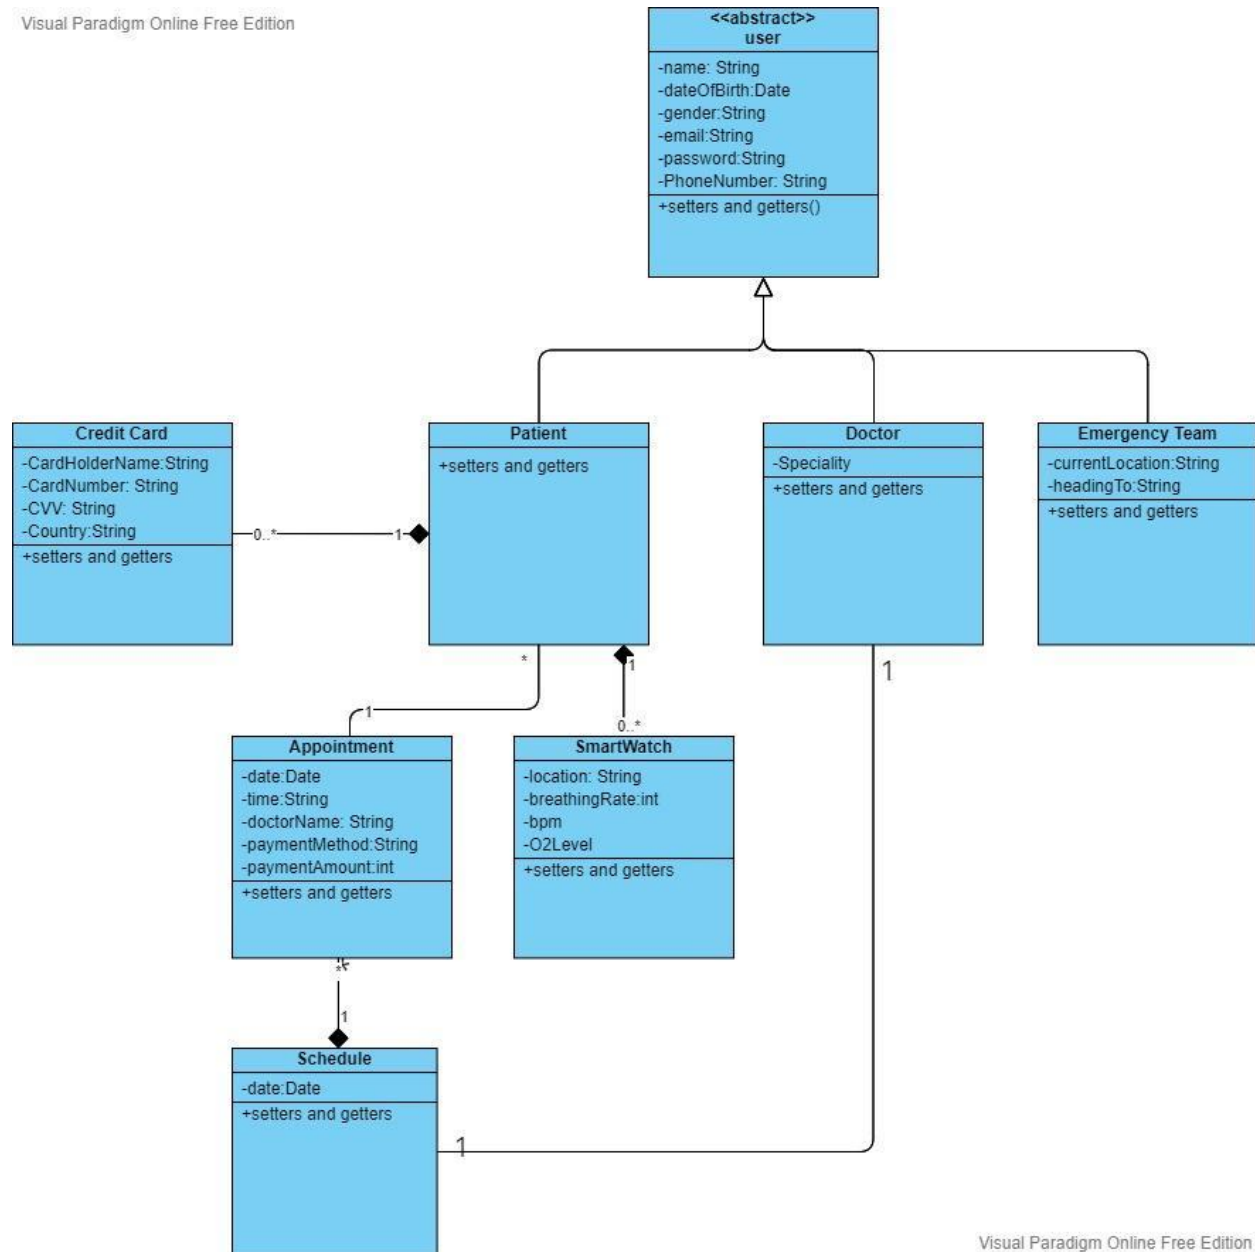 Visual Paradigm Online Free Edition
<<abstract>>
user
-name: String
-dateOfBirth:Date
-gender:String
-email:String
-password:String
-PhoneNumber: String
+setters and getters()
Credit Card
-CardHolderName:String
-CardNumber: String
-CVV: String
-Country:String
+setters and getters
0..*
1
Patient
+setters and getters
Doctor
-Speciality
+setters and getters
Emergency Team
-currentLocation:String
-headingTo:String
+setters and getters
*
1
1
0..*
1
Appointment
-date:Date
-time:String
-doctorName: String
-paymentMethod:String
-paymentAmount:int
+setters and getters
SmartWatch
-location: String
-breathingRate:int
-bpm
-O2Level
+setters and getters
*
1
Schedule
-date:Date
+setters and getters
1
Visual Paradigm Online Free Edition